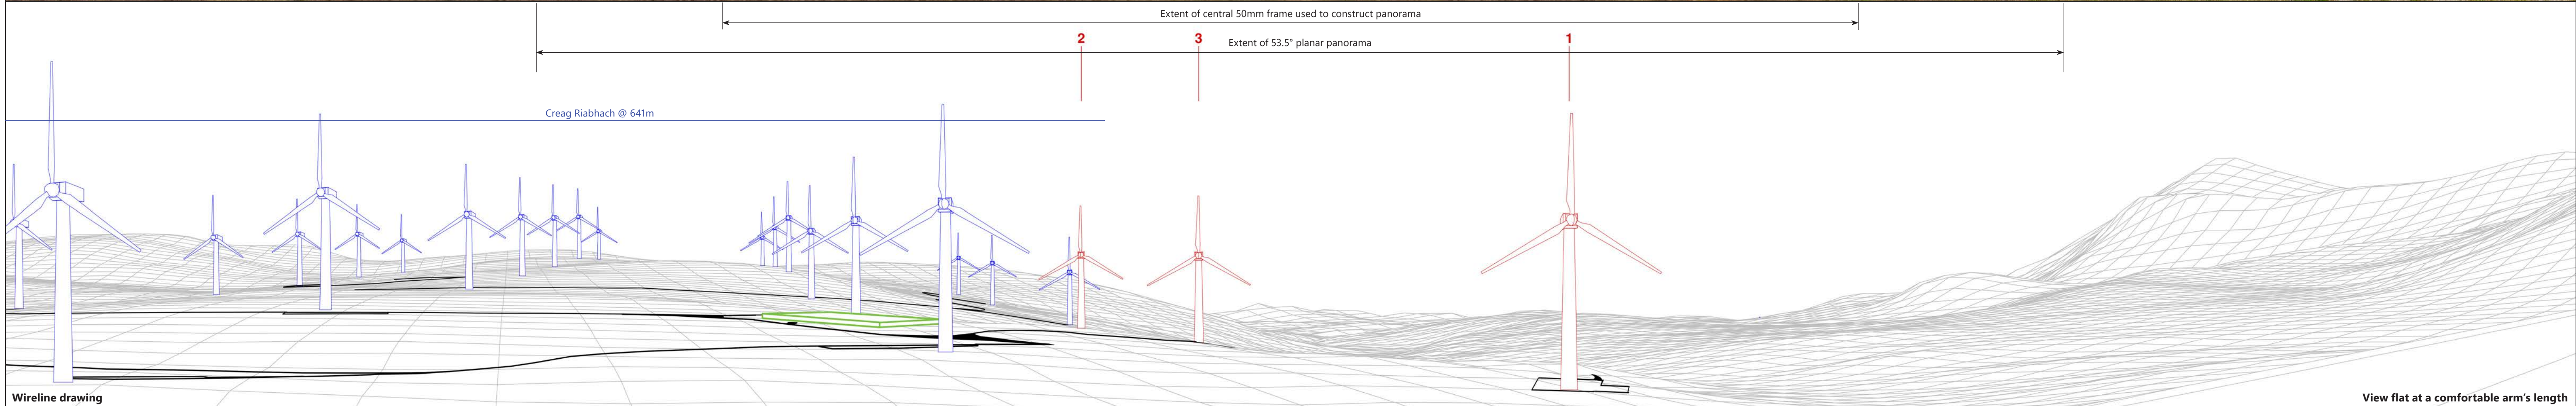 Extent of central 50mm frame used to construct panorama
2
3
Extent of 53.5° planar panorama
1
Creag Riabhach @ 641m
Wireline drawing
View flat at a comfortable arm's length